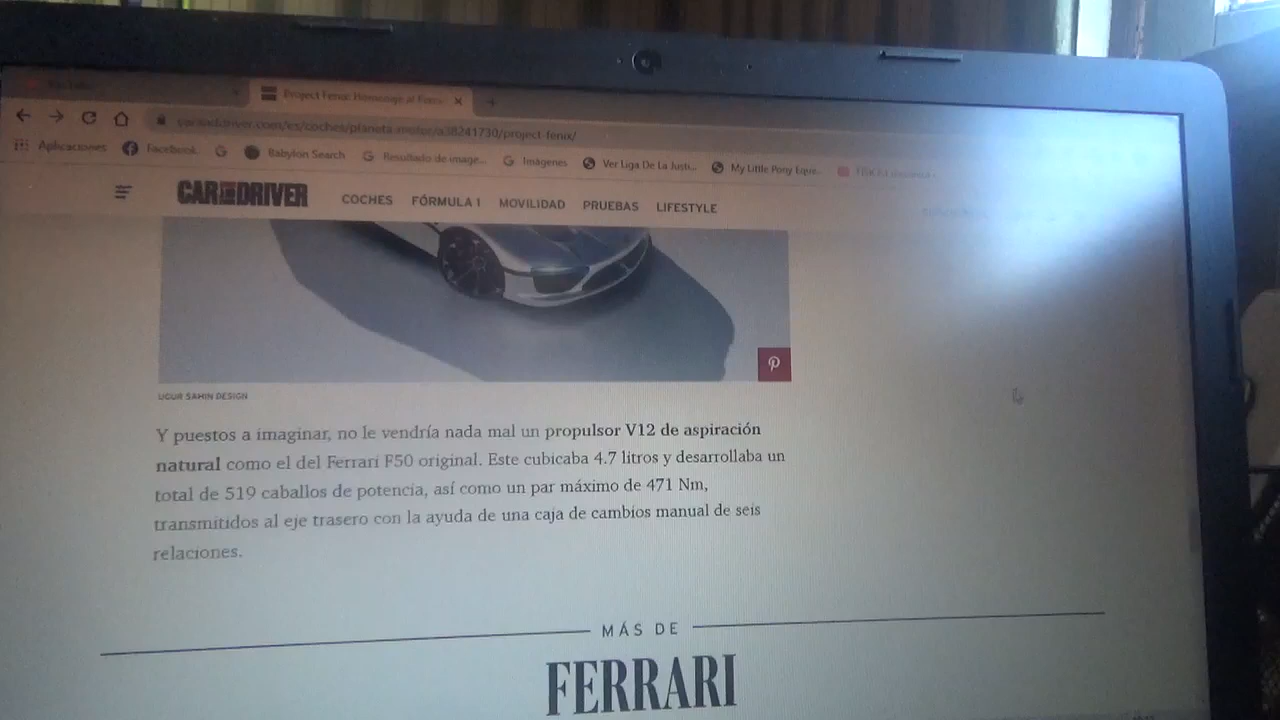 Project Fenix: Homenaje al
caranddriver.com/es/coches/planeta-motor/a38241730/project-fenix/
Aplicaciones Facebook Babylon Search Resultado de image... Imágenes Ver Liga De La Justi... My Little Pony Eques...
CAR AND DRIVER COCHES FÓRMULA 1 MOVILIDAD PRUEBAS LIFESTYLE
UGUR SAHIN DESIGN
Y puestos a imaginar, no le vendría nada mal un propulsor V12 de aspiración
natural como el del Ferrari F50 original. Este cubicaba 4.7 litros y desarrollaba un
total de 519 caballos de potencia, así como un par máximo de 471 Nm,
transmitidos al eje trasero con la ayuda de una caja de cambios manual de seis
relaciones.
MÁS DE
FERRARI